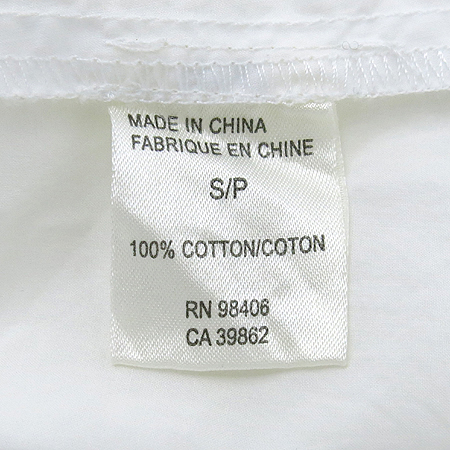 MADE IN CHINA
FABRIQUE EN CHINE
S/P
100% COTTON/COTON
RN 98406
CA 39862